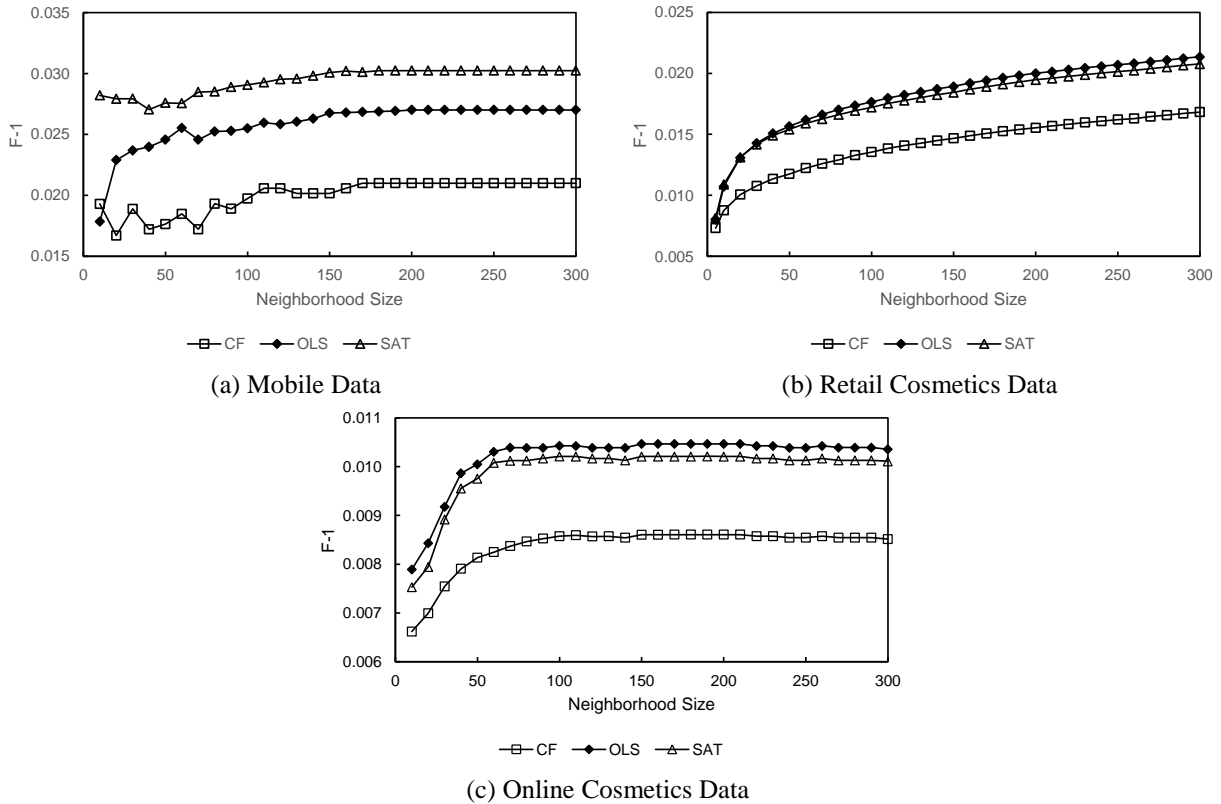 0.035
0.030
0.025
0.020
0.015
F-1
0 50 100 150 200 250 300
Neighborhood Size
CF OLS SAT
(a) Mobile Data
0.025
0.020
0.015
0.010
0.005
F-1
0 50 100 150 200 250 300
Neighborhood Size
CF OLS SAT
(b) Retail Cosmetics Data
0.011
0.010
0.009
0.008
0.007
0.006
F-1
0 50 100 150 200 250 300
Neighborhood Size
CF OLS SAT
(c) Online Cosmetics Data